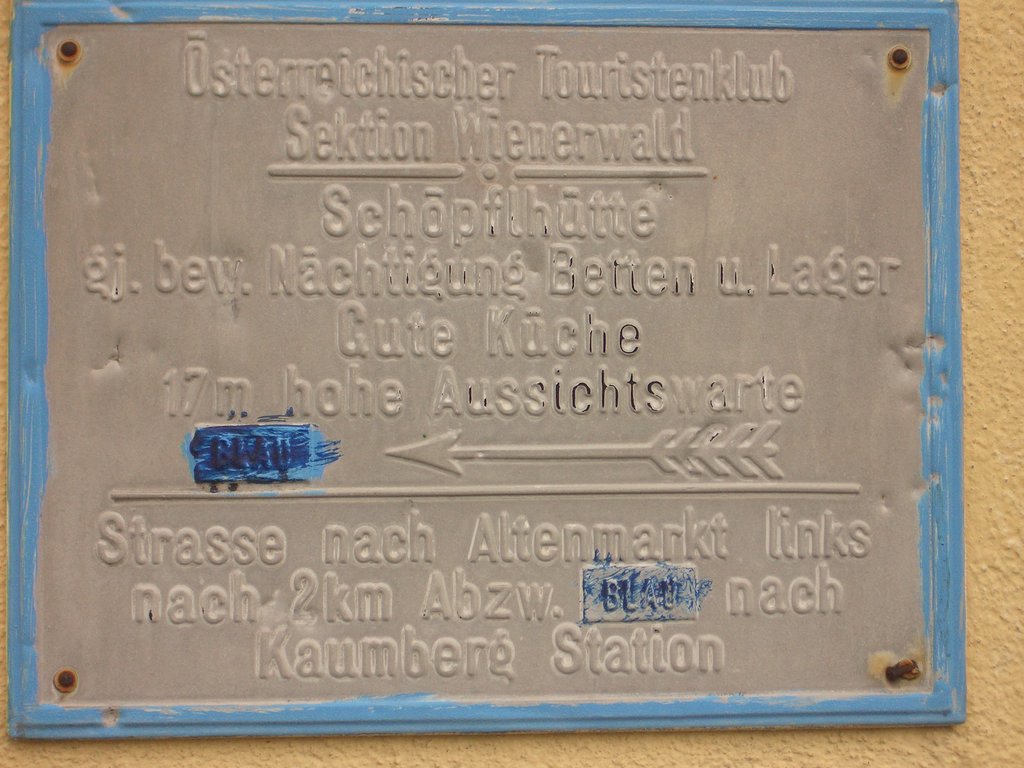 Österreichischer Touristenklub
Sektion Wienerwald
Schöpflhütte
gj. bew. Nächtigung Betten u. Lager
Gute Küche
17m hohe Aussichtswarte
BLAU
Strasse nach Altenmarkt links
nach 2km Abzw. BLAU nach
Kaumberg Station